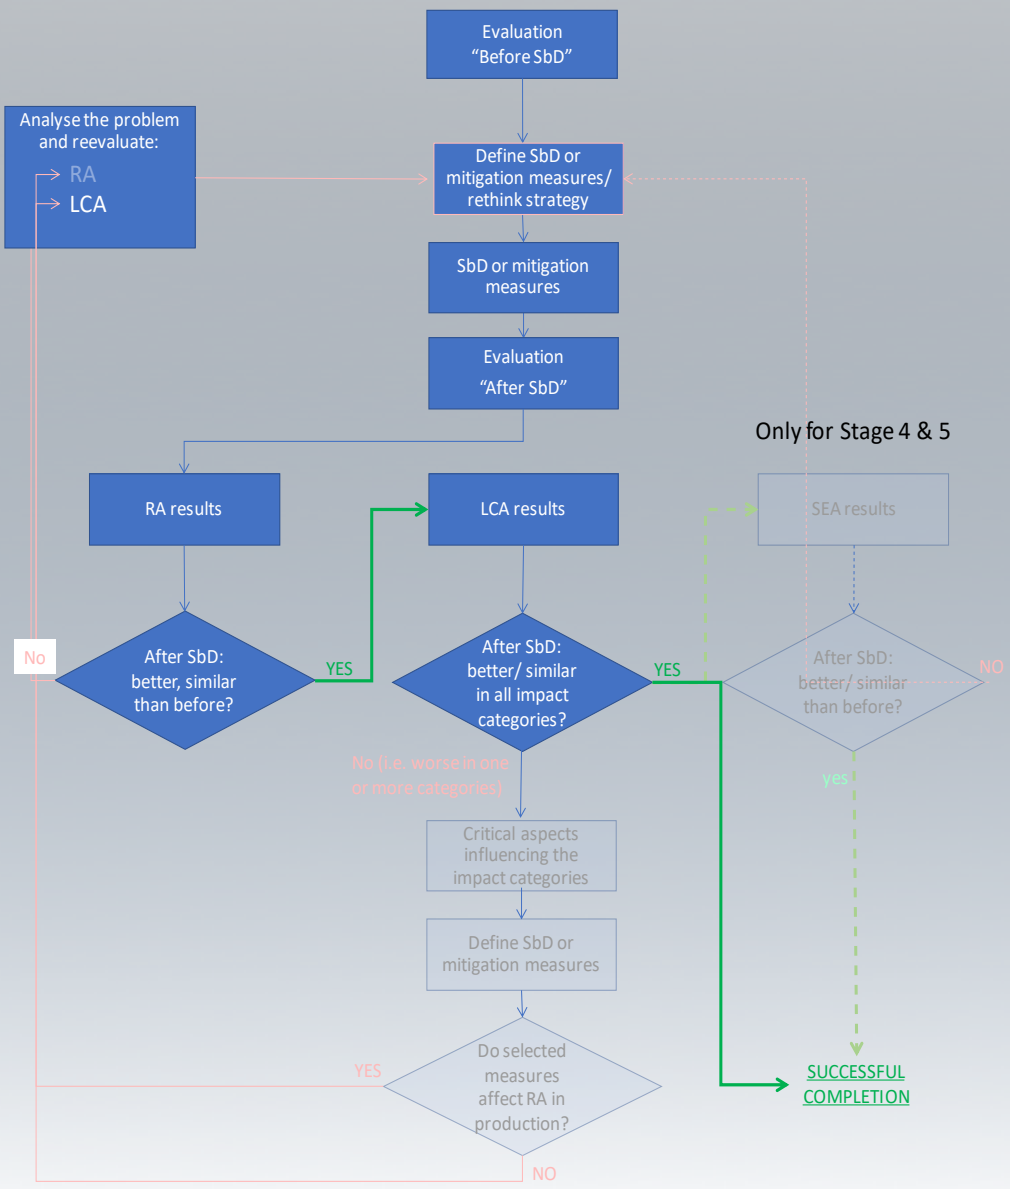 Evaluation
“Before SbD”
Analyse the problem
and reevaluate:
RA
LCA
Define SbD or
mitigation measures/
rethink strategy
SbD or mitigation
measures
Evaluation
“After SbD”
Only for Stage 4 & 5
RA results
LCA results
SEA results
No
After SbD:
better, similar
than before?
YES
After SbD:
better/ similar
in all impact
categories?
YES
After SbD:
better/ similar
than before?
NO
No (i.e. worse in one
or more categories)
yes
Critical aspects
influencing the
impact categories
Define SbD or
mitigation measures
Do selected
measures
affect RA in
production?
YES
NO
SUCCESSFUL
COMPLETION